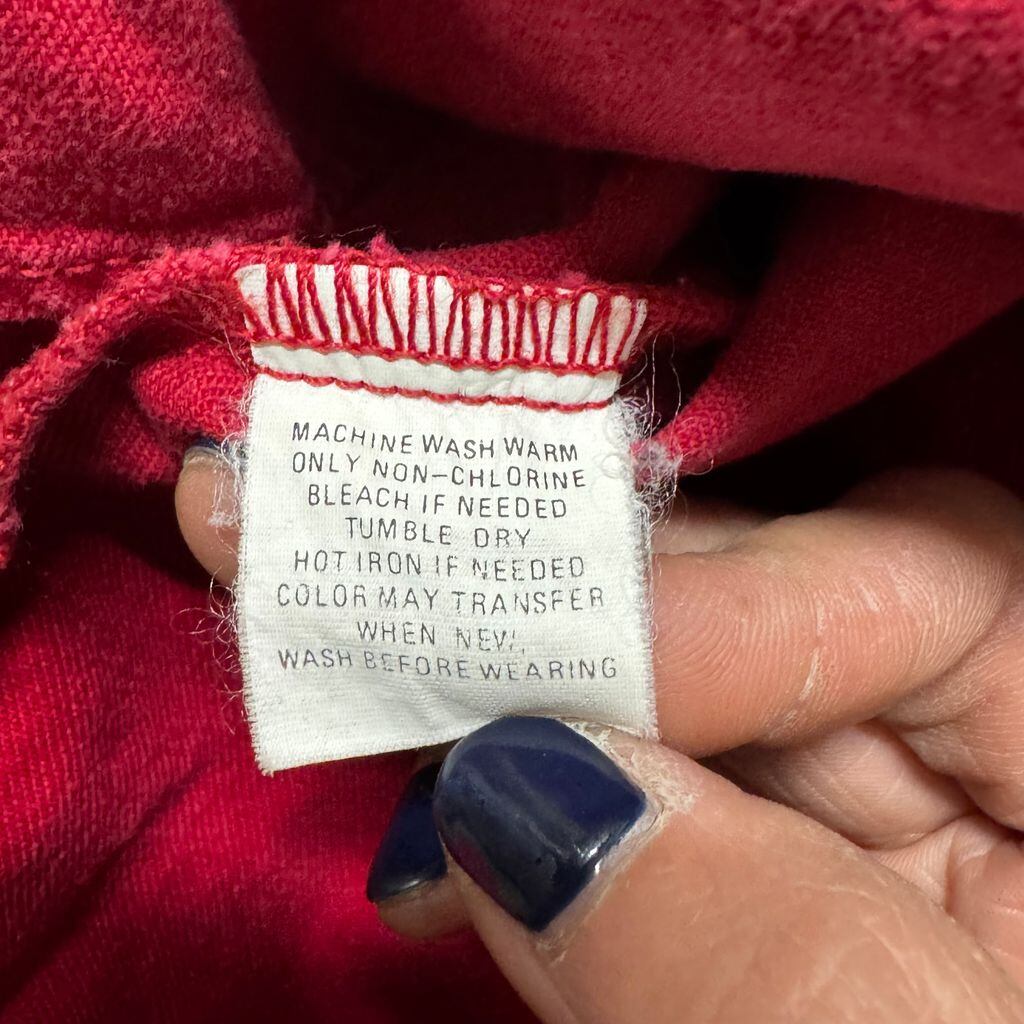 MACHINE WASH WARM
ONLY NON-CHLORINE
BLEACH IF NEEDED
TUMBLE DRY
HOT IRON IF NEEDED
COLOR MAY TRANSFER
WHEN NEW,
WASH BEFORE WEARING